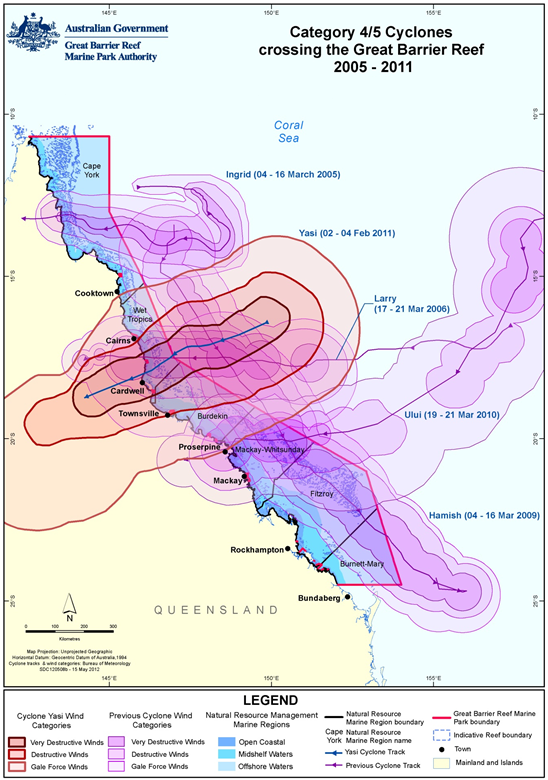 150°E
155°E
Australian Government
Great Barrier Reef
Marine Park Authority
Category 4/5 Cyclones
crossing the Great Barrier Reef
2005 - 2011
10°S
Coral
Sea
Cape
York
Ingrid (04 - 16 March 2005)
Yasi (02 - 04 Feb 2011)
15°S
15°S
Cooktown
Larry
(17 - 21 Mar 2006)
Wet
Tropics
Cairns
Cardwell
Townsville
Burdekin
Ului (19 - 21 Mar 2010)
20°S
20°S
Proserpine
Mackay-Whitsunday
Mackay
Fitzroy
Hamish (04 - 16 Mar 2009)
Rockhampton
Burnett-Mary
Bundaberg
25°S
25°S
QUEENSLAND
N
0
300
Kilometres
Map Projection: Unprojected Geographic
Horizontal Datum: Geocentric Datum of Australia,1994
Cyclone tracks & wind categories: Bureau of Meteorology
SDC120508s - 15 May 2012
145°E
150°E
155°E
LEGEND
Cyclone Yasi Wind
Categories
Very Destructive Winds
Destructive Winds
Gale Force Winds
Previous Cyclone Wind
Categories
Very Destructive Winds
Destructive Winds
Gale Force Winds
Natural Resource Management
Marine Regions
Open Coastal
Midshelf Waters
Offshore Waters
Natural Resource
Marine Region boundary
Cape
York
Natural Resource
Marine Region name
Yasi Cyclone Track
Previous Cyclone Track
Great Barrier Reef Marine
Park boundary
Indicative Reef boundary
Town
Mainland and Islands